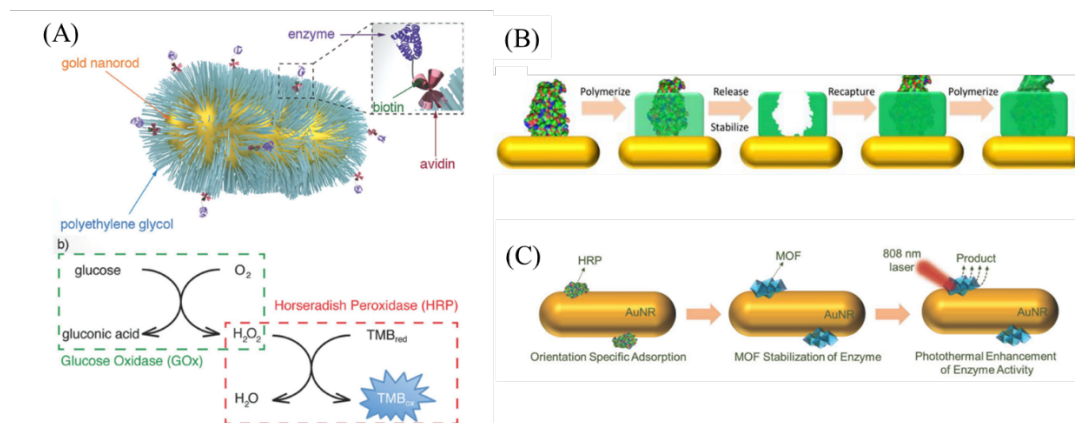 (A)
enzyme
gold nanorod
biotin
avidin
polyethylene glycol
b)
glucose
O2
gluconic acid
H2O2
Glucose Oxidase (GOx)
Horseradish Peroxidase (HRP)
TMBred
H2O
TMBox
(B)
Polymerize
Release
Stabilize
Recapture
Polymerize
(C)
HRP
AuNR
Orientation Specific Adsorption
MOF
AuNR
MOF Stabilization of Enzyme
808 nm
laser
Product
AuNR
Photothermal Enhancement
of Enzyme Activity